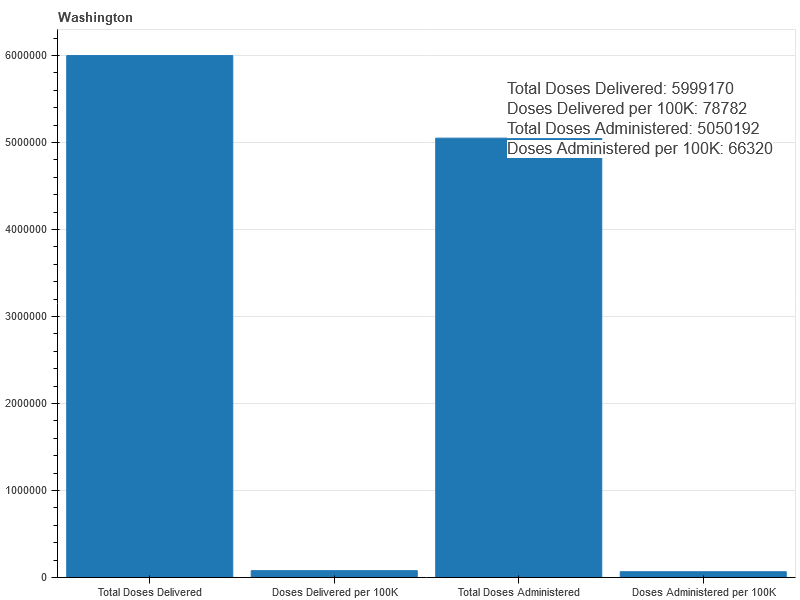 Washington
Total Doses Delivered: 5999170
Doses Delivered per 100K: 78782
Total Doses Administered: 5050192
Doses Administered per 100K: 66320
6000000
5000000
4000000
3000000
2000000
1000000
0
Total Doses Delivered
Doses Delivered per 100K
Total Doses Administered
Doses Administered per 100K